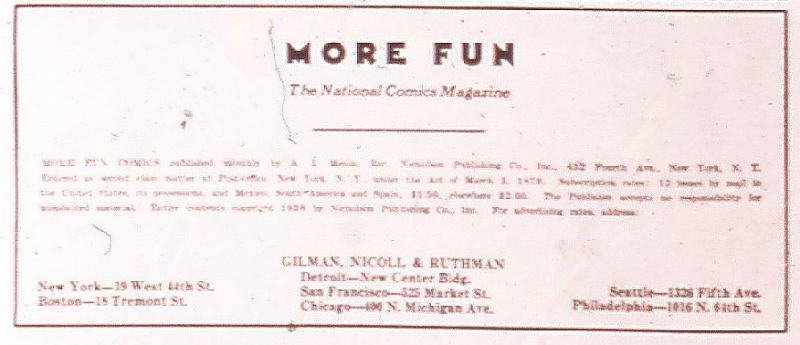 MORE FUN
The National Comics Magazine
MORE FUN COMICS published monthly by A. I. Menin, Rec. Nicholson Publishing Co., Inc., 432 Fourth Ave., New York, N. Y.
Entered as second class matter at Post-office, New York, N. Y., under the Act of March 3, 1879. Subscription rates: 12 issues by mail in
the United States, its possessions, and Mexico, South America and Spain, $1.50, elsewhere $2.00. The Publisher accepts no responsibility for
unsolicited material. Entire contents copyright 1938 by Nicholson Publishing Co., Inc. For advertising rates, address:
GILMAN, NICOLL & RUTHMAN
New York—19 West 44th St.
Boston—18 Tremont St.
Detroit—New Center Bldg.
San Francisco—525 Market St.
Chicago—400 N. Michigan Ave.
Seattle—1326 Fifth Ave.
Philadelphia—1016 N. 64th St.